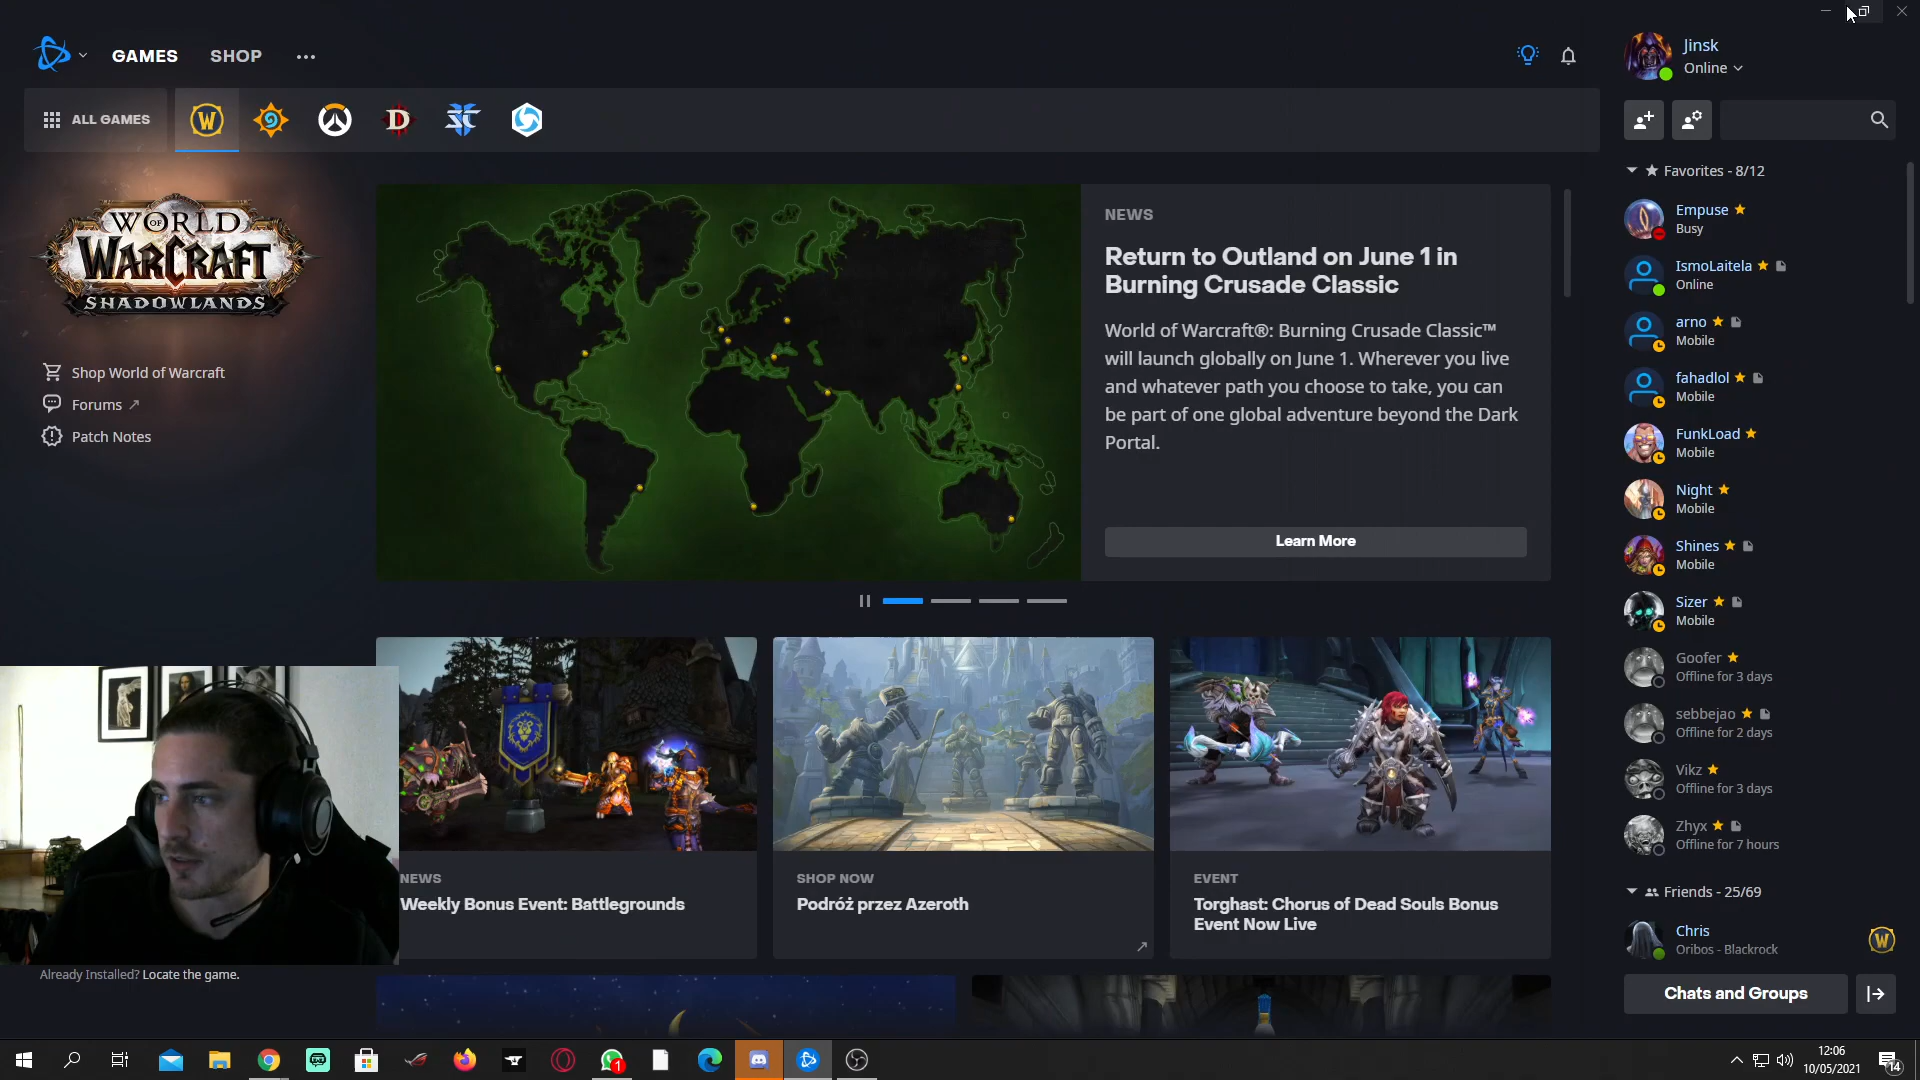 GAMES
SHOP
ALL GAMES
W
D
WORLD
OF
WARCRAFT
SHADOWLANDS
Shop World of Warcraft
Forums
Patch Notes
NEWS
Return to Outland on June 1 in
Burning Crusade Classic
World of Warcraft®: Burning Crusade Classic™
will launch globally on June 1. Wherever you live
and whatever path you choose to take, you can
be part of one global adventure beyond the Dark
Portal.
Learn More
NEWS
Weekly Bonus Event: Battlegrounds
SHOP NOW
Podróż przez Azeroth
EVENT
Torghast: Chorus of Dead Souls Bonus
Event Now Live
Already Installed? Locate the game.
Jinsk
Online
Favorites - 8/12
Empuse
Busy
IsmoLaitela
Online
arno
Mobile
fahadlol
Mobile
FunkLoad
Mobile
Night
Mobile
Shines
Mobile
Sizer
Mobile
Goofer
Offline for 3 days
sebbejao
Offline for 2 days
Vikz
Offline for 3 days
Zhyx
Offline for 7 hours
Friends - 25/69
Chris
Oribos - Blackrock
W
Chats and Groups
1
12:06
10/05/2021
14